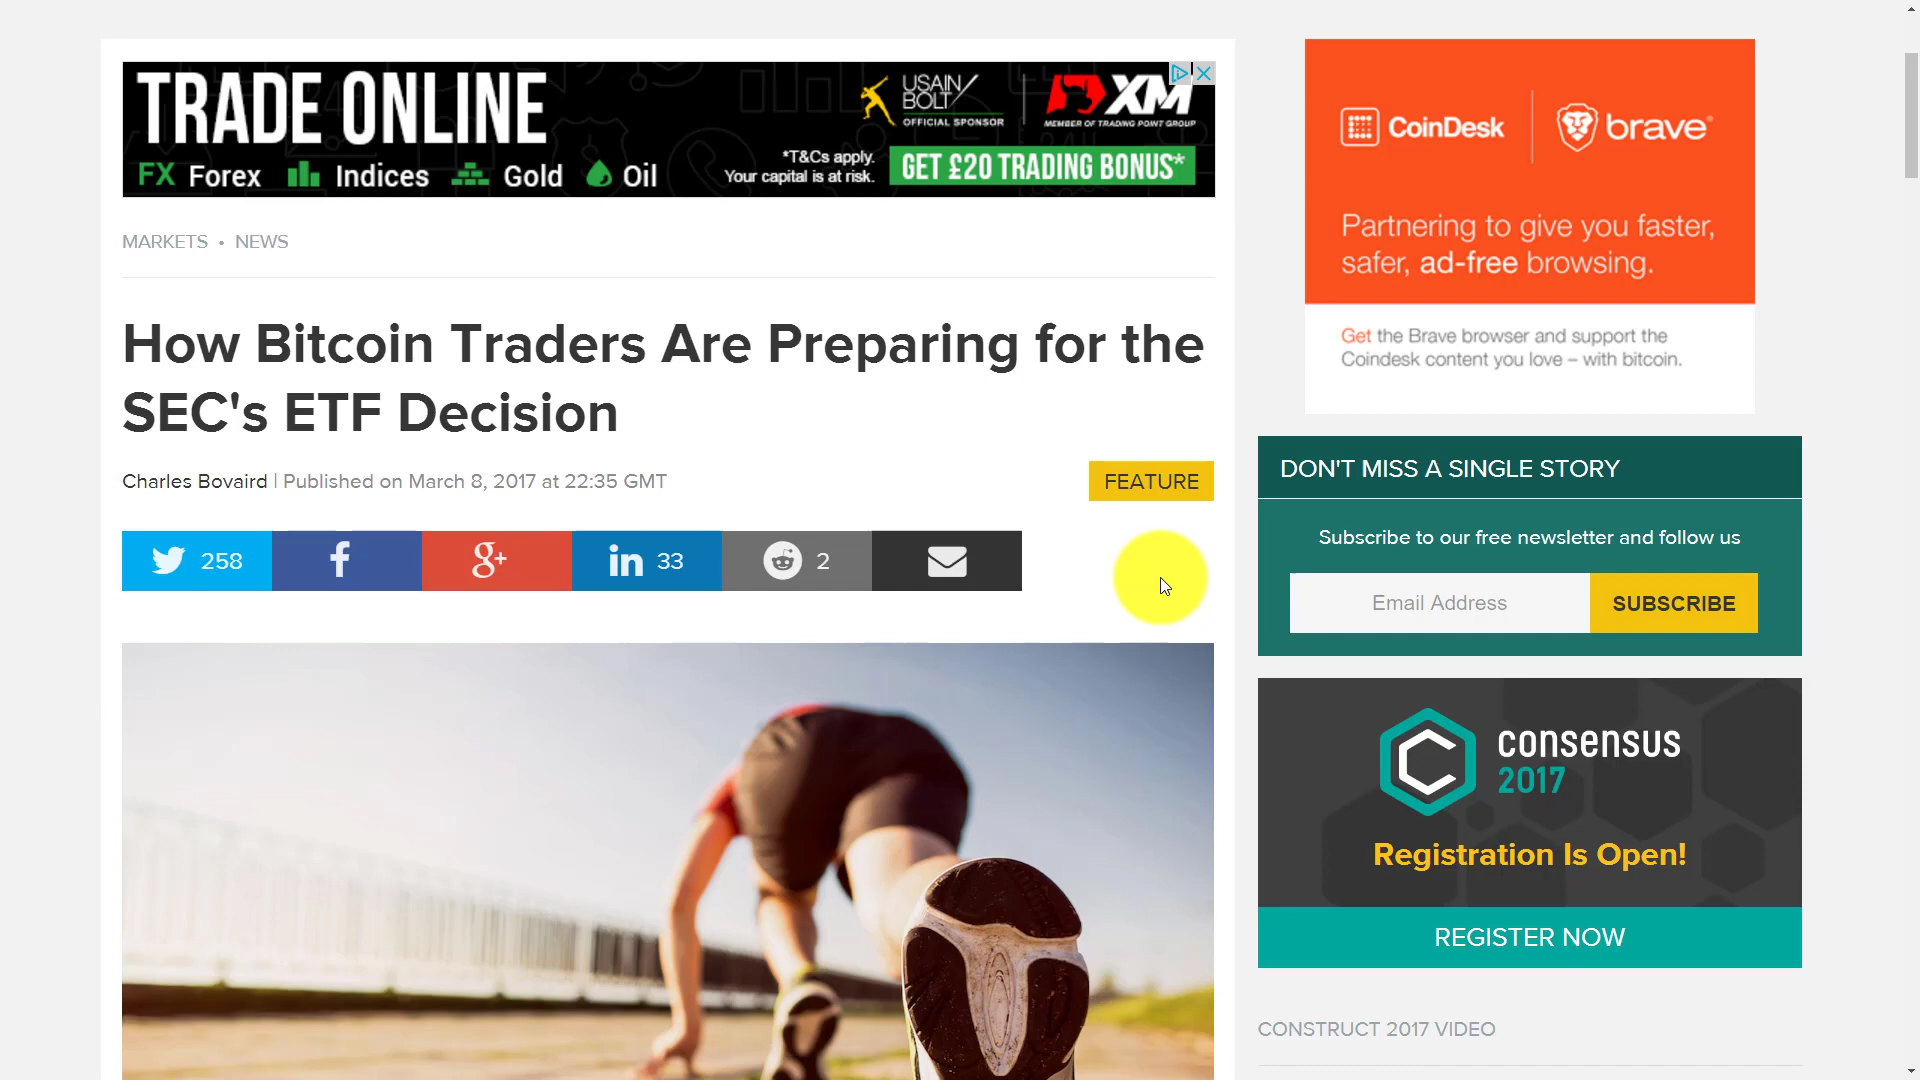 TRADE ONLINE
FX Forex Indices Gold Oil
USAIN
BOLT
OFFICIAL SPONSOR
XM
MEMBER OF TRADING POINT GROUP
*T&Cs apply.
Your capital is at risk.
GET £20 TRADING BONUS*
MARKETS • NEWS
How Bitcoin Traders Are Preparing for the
SEC's ETF Decision
Charles Bovaird | Published on March 8, 2017 at 22:35 GMT
FEATURE
258
33
2
CoinDesk | brave
Partnering to give you faster,
safer, ad-free browsing.
Get the Brave browser and support the
Coindesk content you love – with bitcoin.
DON'T MISS A SINGLE STORY
Subscribe to our free newsletter and follow us
Email Address
SUBSCRIBE
consensus
2017
Registration Is Open!
REGISTER NOW
CONSTRUCT 2017 VIDEO